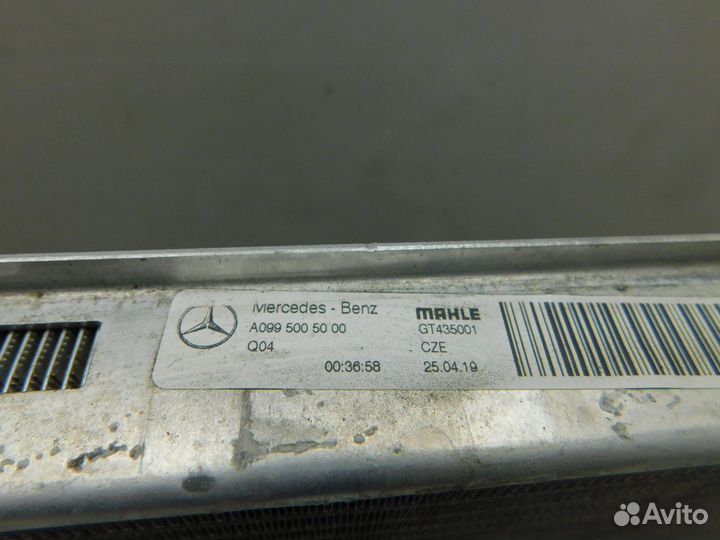 Mercedes - Benz
A099 500 50 00
Q04
00:36:58
MAHLE
GT435001
CZE
25.04.19
Avito